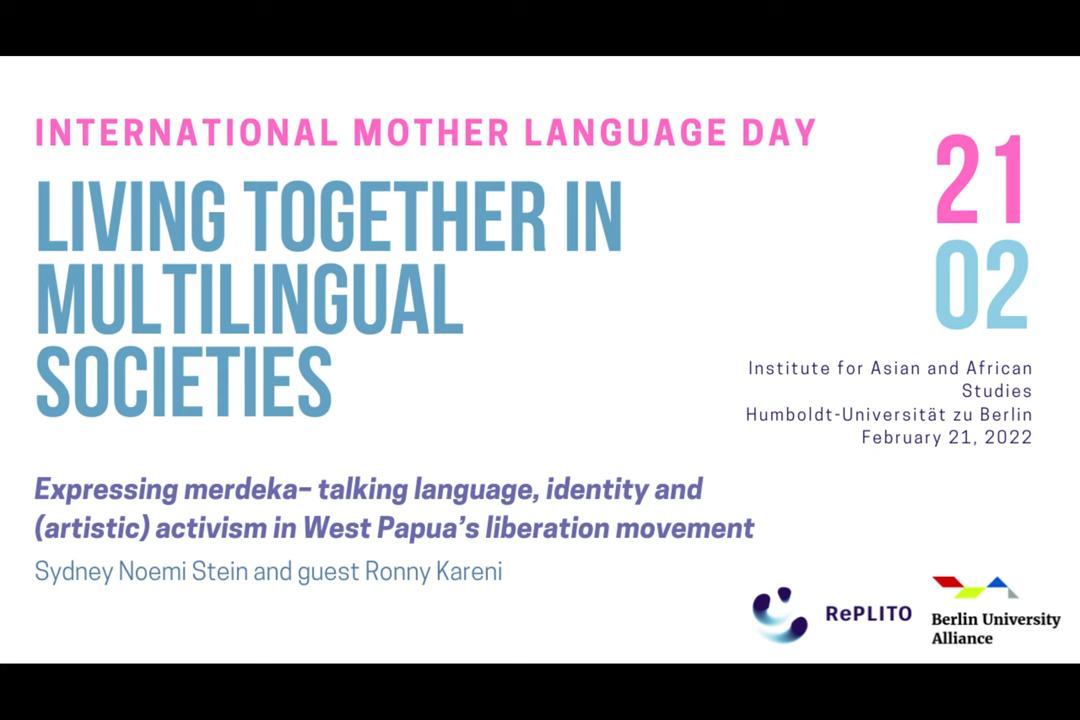 INTERNATIONAL MOTHER LANGUAGE DAY
LIVING TOGETHER IN
MULTILINGUAL
SOCIETIES
21
02
Institute for Asian and African
Studies
Humboldt-Universität zu Berlin
February 21, 2022
Expressing merdeka– talking language, identity and
(artistic) activism in West Papua's liberation movement
Sydney Noemi Stein and guest Ronny Kareni
RePLITO
Berlin University
Alliance